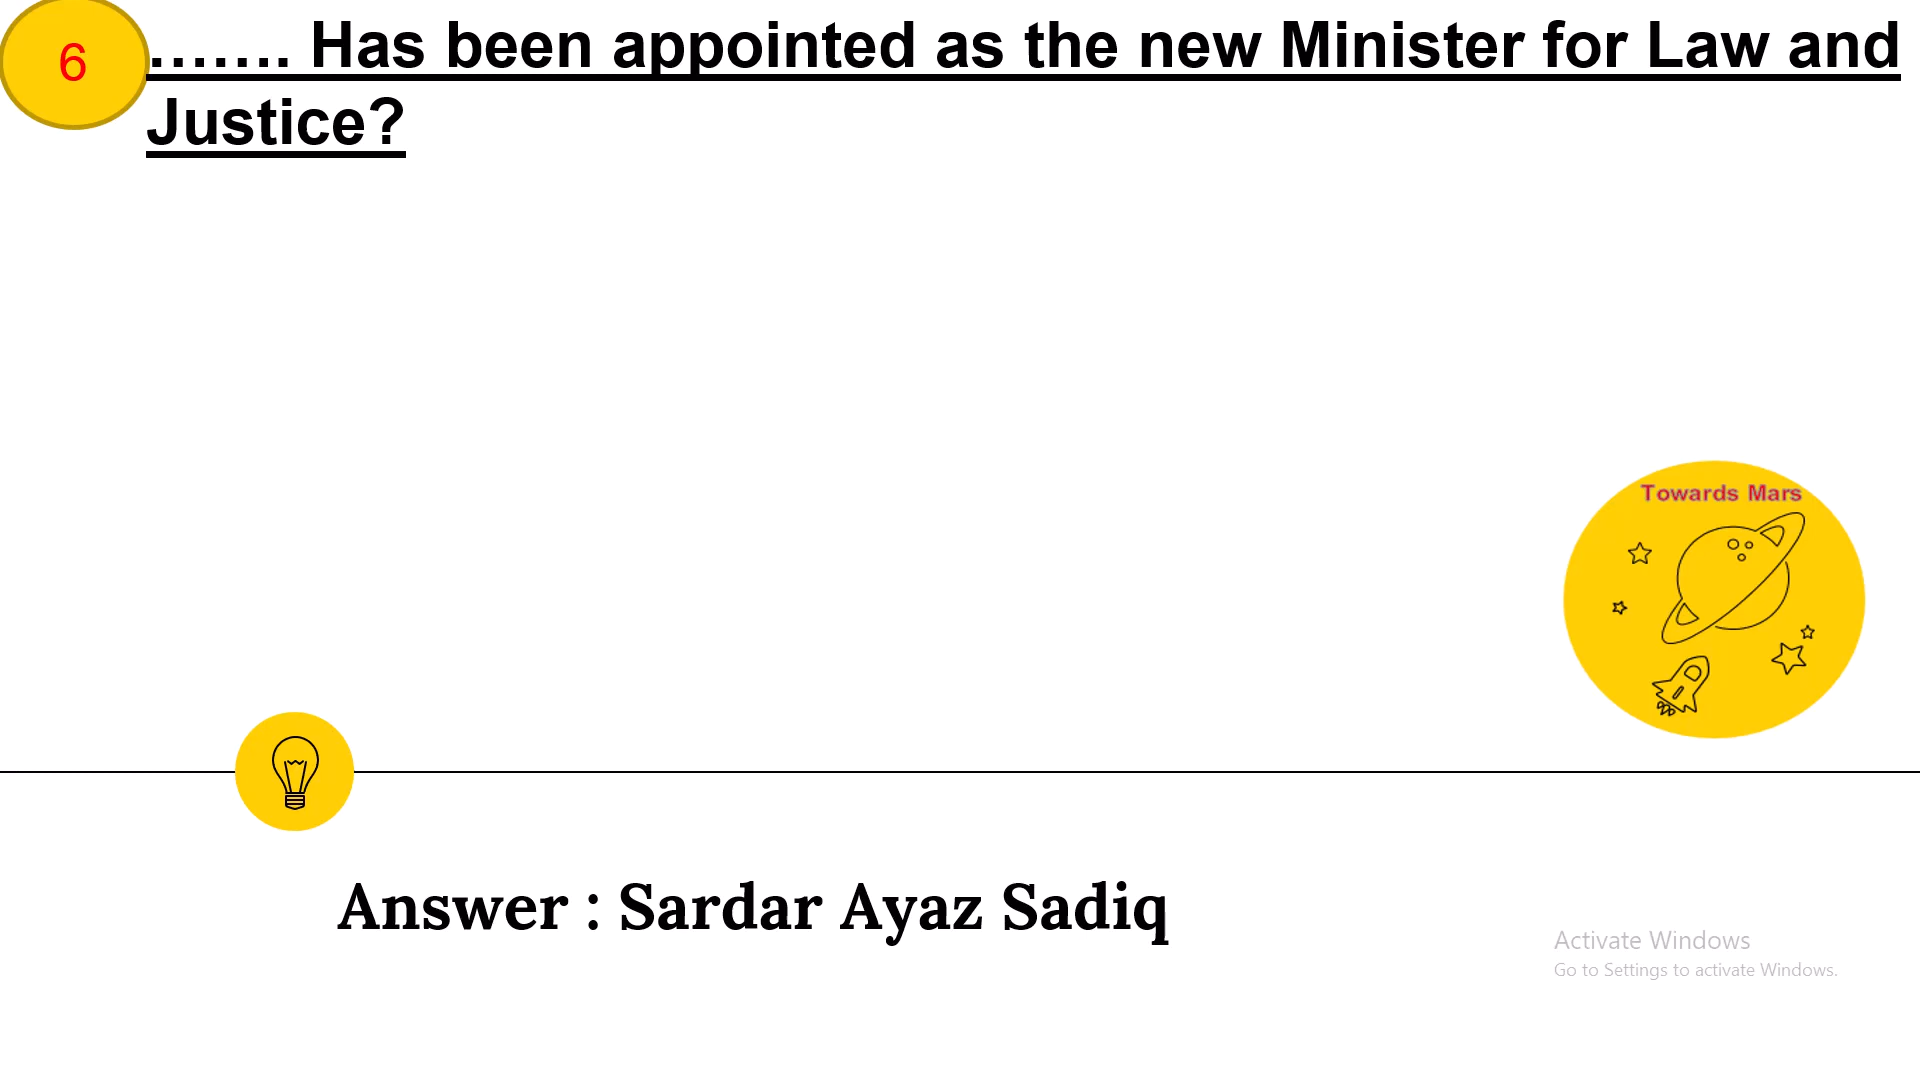 6
……. Has been appointed as the new Minister for Law and
Justice?
Towards Mars
Answer : Sardar Ayaz Sadiq
Activate Windows
Go to Settings to activate Windows.